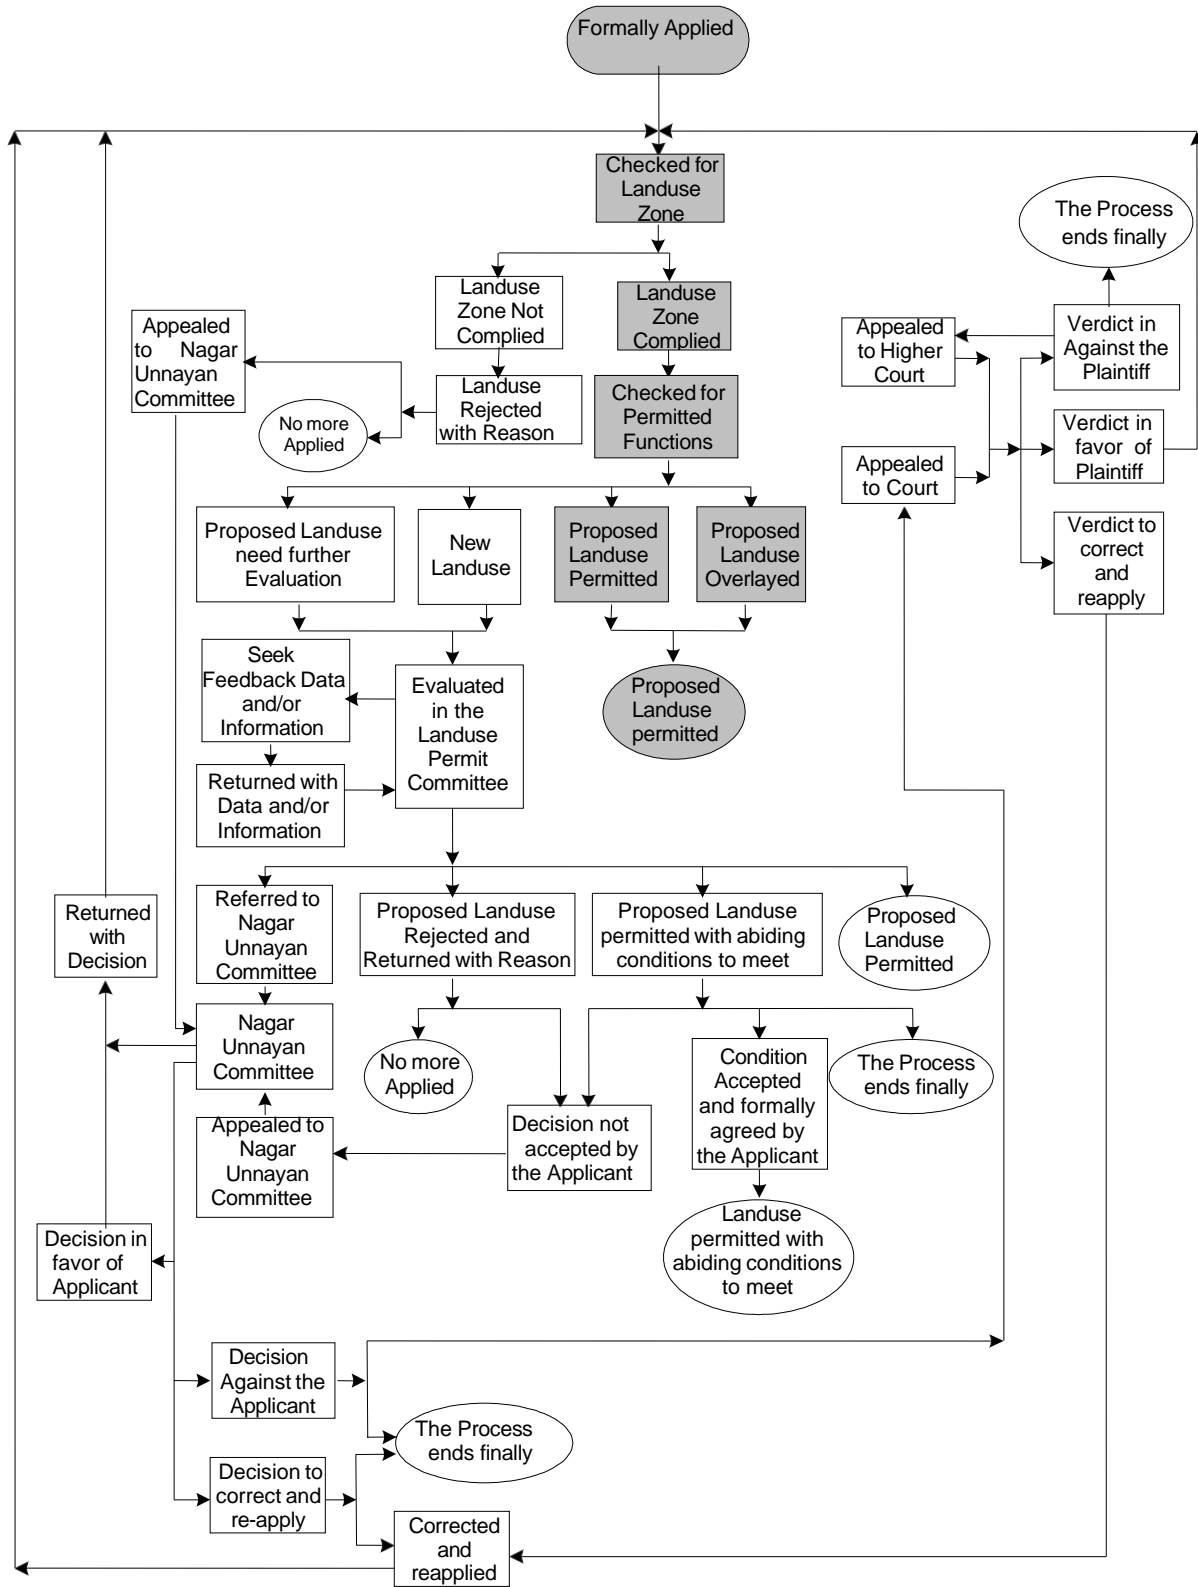 Formally Applied
Checked for
Landuse
Zone
The Process
ends finally
Landuse
Zone Not
Complied
Landuse
Zone
Complied
Appealed
to Nagar
Unnayan
Committee
Appealed
to Higher
Court
Verdict in
Against the
Plaintiff
Landuse
Rejected
with Reason
Checked for
Permitted
Functions
No more
Applied
Verdict in
favor of
Plaintiff
Appealed
to Court
Proposed Landuse
need further
Evaluation
New
Landuse
Proposed
Landuse
Permitted
Proposed
Landuse
Overlayed
Verdict to
correct
and
reapply
Seek
Feedback Data
and/or
Information
Evaluated
in the
Landuse
Permit
Committee
Proposed
Landuse
permitted
Returned with
Data and/or
Information
Returned
with
Decision
Referred to
Nagar
Unnayan
Committee
Proposed Landuse
Rejected and
Returned with Reason
Proposed Landuse
permitted with abiding
conditions to meet
Proposed
Landuse
Permitted
Nagar
Unnayan
Committee
No more
Applied
Condition
Accepted
and formally
agreed by
the Applicant
The Process
ends finally
Appealed to
Nagar
Unnayan
Committee
Decision not
accepted by
the Applicant
Landuse
permitted with
abiding conditions
to meet
Decision in
favor of
Applicant
Decision
Against the
Applicant
The Process
ends finally
Decision to
correct and
re-apply
Corrected
and
reapplied